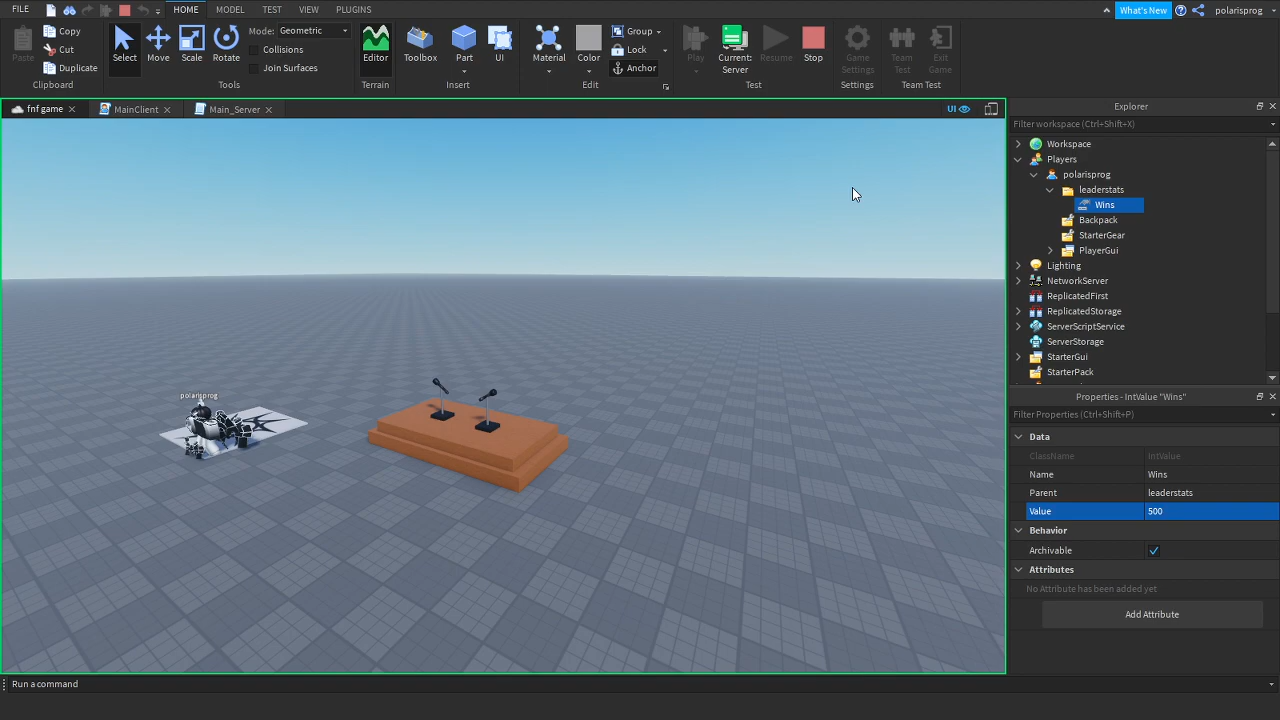 FILE HOME MODEL TEST VIEW PLUGINS What's New polarisprog
Paste Copy Cut Duplicate Clipboard
Select Move Scale Rotate Mode: Geometric Collisions Join Surfaces Tools
Editor Terrain
Toolbox Part UI Insert
Material Color Group Lock Anchor Edit
Play Current: Server Resume Stop Test
Game Settings Settings
Team Test Exit Game Team Test
fnf game MainClient Main_Server UI
polarisprog
Explorer
Filter workspace (Ctrl+Shift+X)
Workspace
Players
polarisprog
leaderstats
Wins
Backpack
StarterGear
PlayerGui
Lighting
NetworkServer
ReplicatedFirst
ReplicatedStorage
ServerScriptService
ServerStorage
StarterGui
StarterPack
Properties - IntValue "Wins"
Filter Properties (Ctrl+Shift+P)
Data
ClassName IntValue
Name Wins
Parent leaderstats
Value 500
Behavior
Archivable
Attributes
No Attribute has been added yet
Add Attribute
Run a command